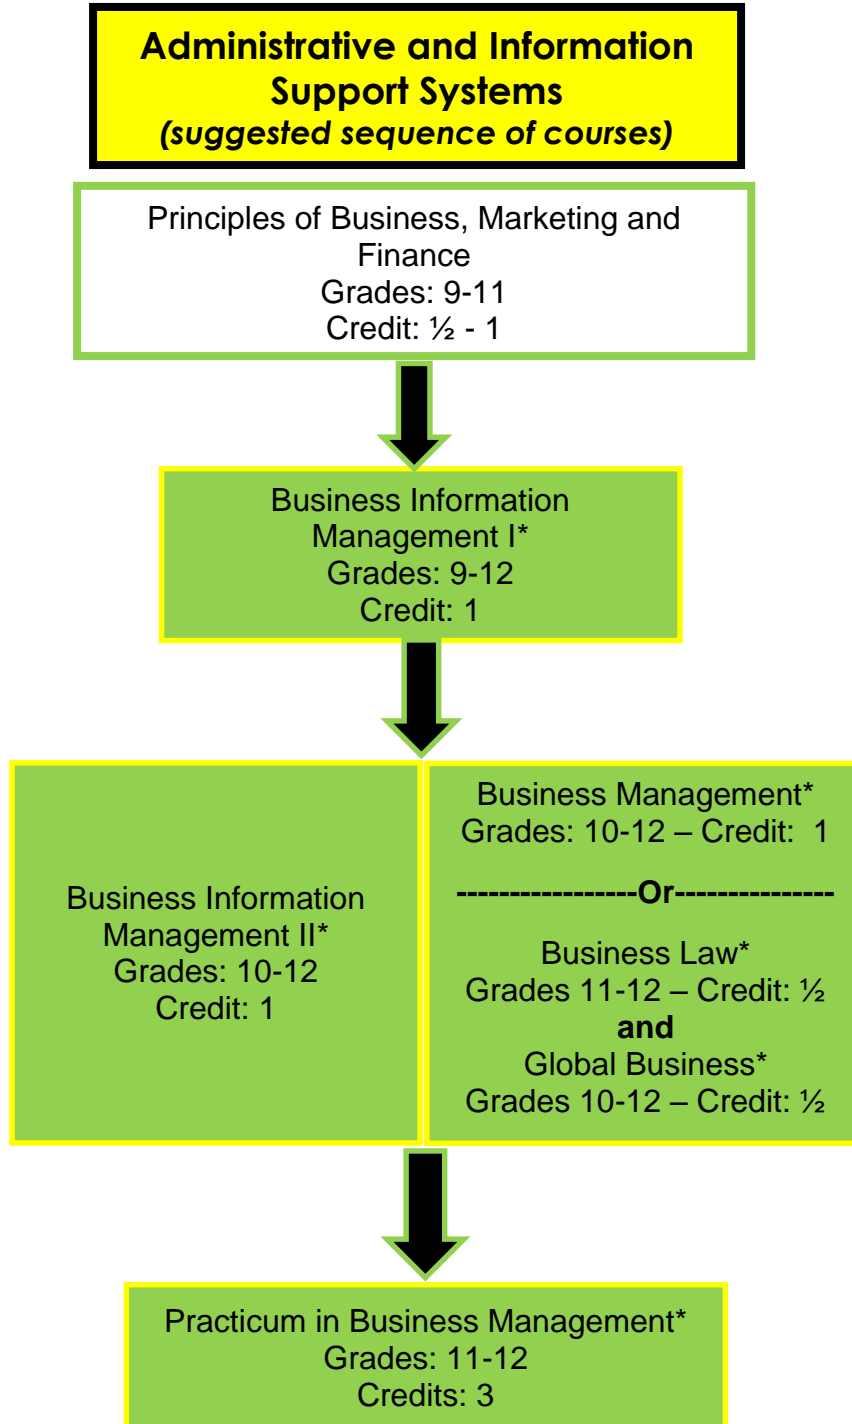 Administrative and Information
Support Systems
(suggested sequence of courses)
Principles of Business, Marketing and
Finance
Grades: 9-11
Credit: ½ - 1
Business Information
Management I*
Grades: 9-12
Credit: 1
Business Information
Management II*
Grades: 10-12
Credit: 1
Business Management*
Grades: 10-12 – Credit:  1
-----------------Or---------------
Business Law*
Grades 11-12 – Credit: ½
and
Global Business*
Grades 10-12 – Credit: ½
Practicum in Business Management*
Grades: 11-12
Credits: 3